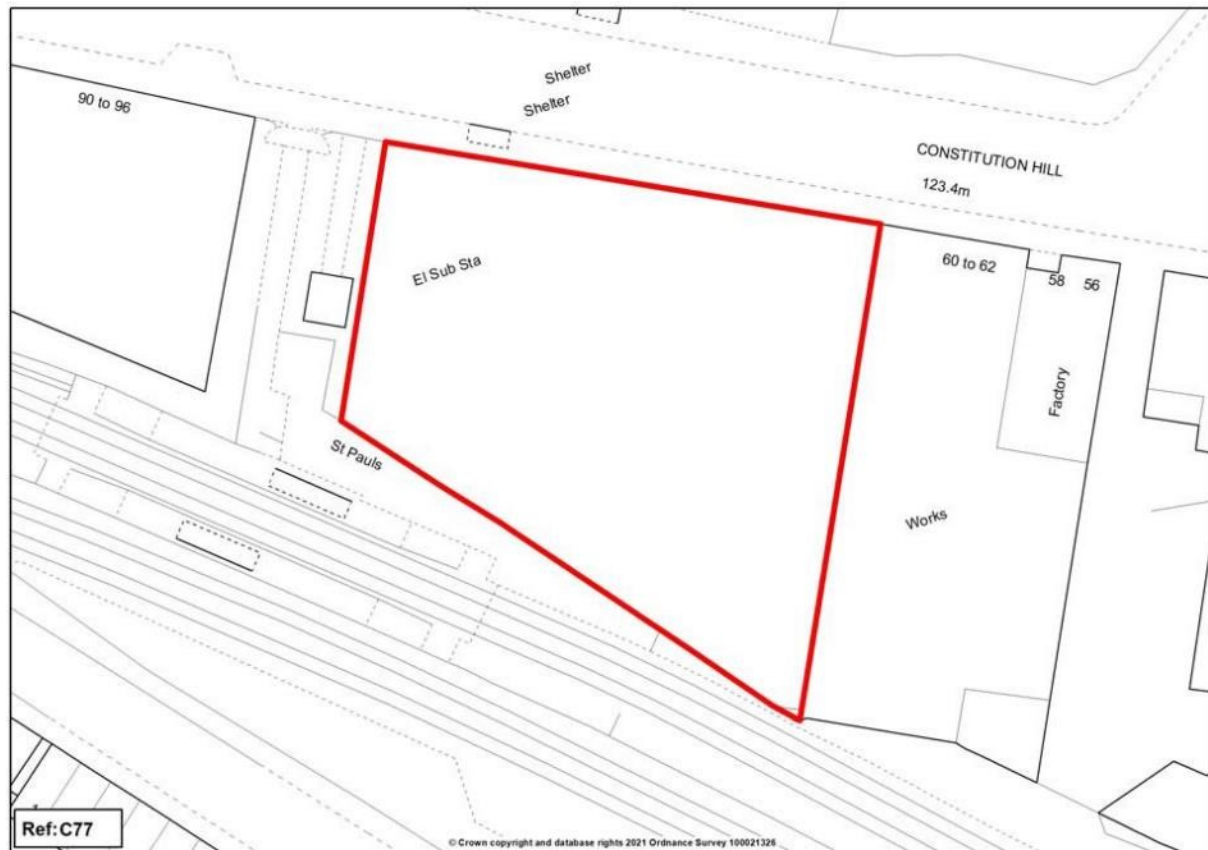 Shelter
Shelter
90 to 96
CONSTITUTION HILL
123.4m
El Sub Sta
60 to 62
58
56
Factory
St Pauls
Works
Ref:C77
© Crown copyright and database rights 2021 Ordnance Survey 100021326